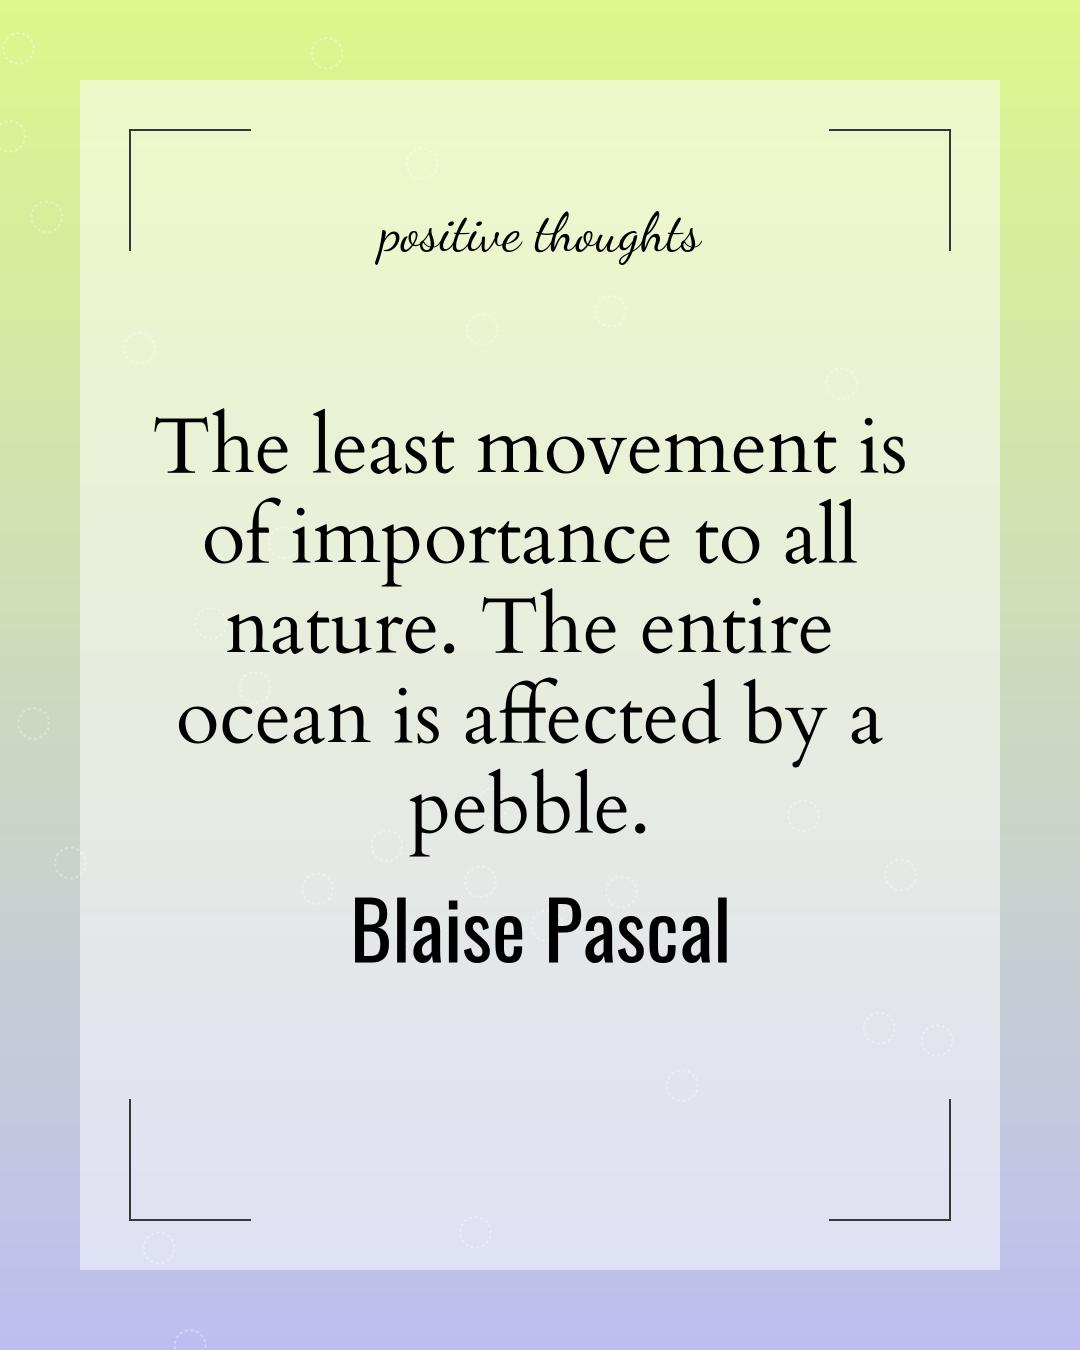 positive thoughts
The least movement is
of importance to all
nature. The entire
ocean is affected by a
pebble.
Blaise Pascal